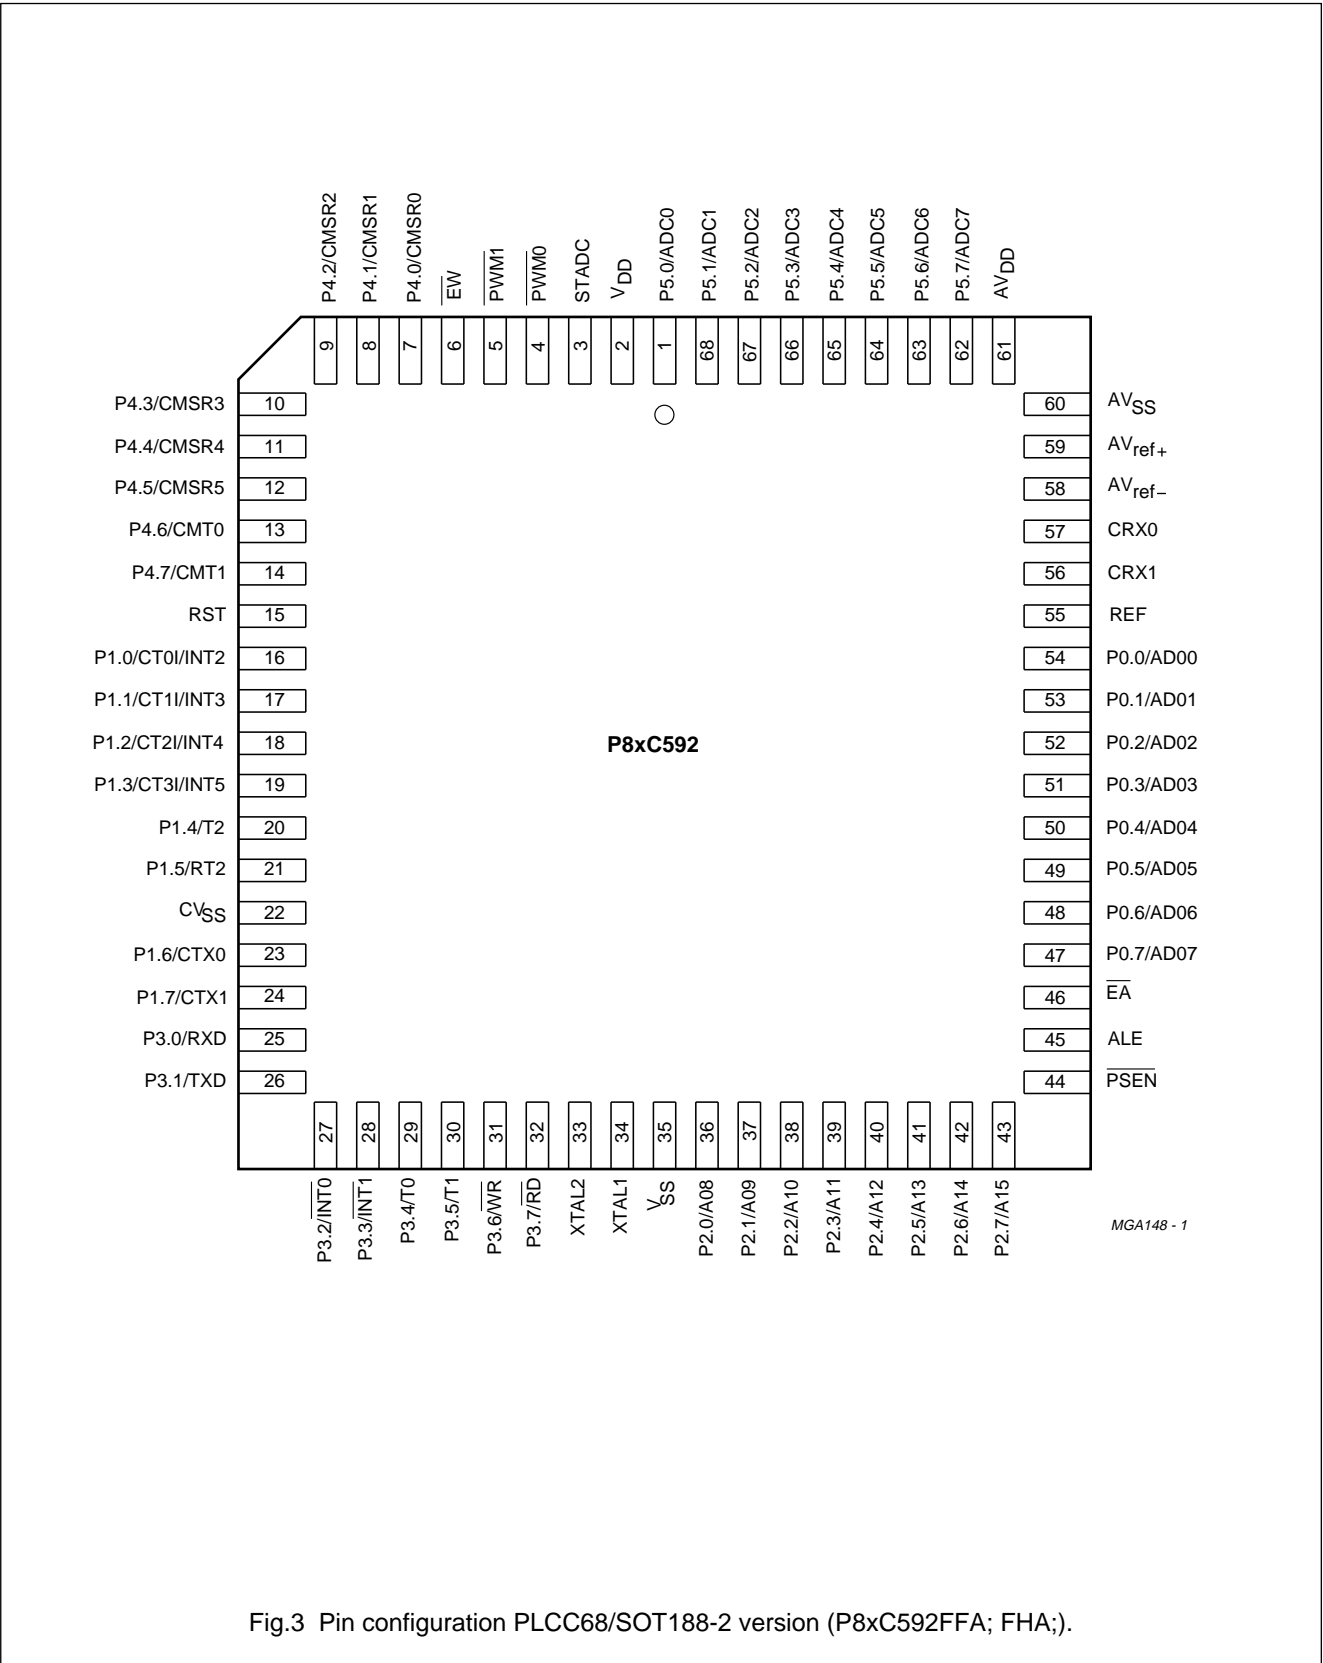 P4.2/CMSR2
P4.1/CMSR1
P4.0/CMSR0
EW
PWM1
PWM0
STADC
VDD
P5.0/ADC0
P5.1/ADC1
P5.2/ADC2
P5.3/ADC3
P5.4/ADC4
P5.5/ADC5
P5.6/ADC6
P5.7/ADC7
AVDD
9 8 7 6 5 4 3 2 1 68 67 66 65 64 63 62 61
P4.3/CMSR3 10 60 AVSS
P4.4/CMSR4 11 59 AVref+
P4.5/CMSR5 12 58 AVref−
P4.6/CMT0 13 57 CRX0
P4.7/CMT1 14 56 CRX1
RST 15 55 REF
P1.0/CT0I/INT2 16 54 P0.0/AD00
P1.1/CT1I/INT3 17 53 P0.1/AD01
P1.2/CT2I/INT4 18 P8xC592 52 P0.2/AD02
P1.3/CT3I/INT5 19 51 P0.3/AD03
P1.4/T2 20 50 P0.4/AD04
P1.5/RT2 21 49 P0.5/AD05
CVSS 22 48 P0.6/AD06
P1.6/CTX0 23 47 P0.7/AD07
P1.7/CTX1 24 46 EA
P3.0/RXD 25 45 ALE
P3.1/TXD 26 44 PSEN
27 28 29 30 31 32 33 34 35 36 37 38 39 40 41 42 43
P3.2/INT0
P3.3/INT1
P3.4/T0
P3.5/T1
P3.6/WR
P3.7/RD
XTAL2
XTAL1
VSS
P2.0/A08
P2.1/A09
P2.2/A10
P2.3/A11
P2.4/A12
P2.5/A13
P2.6/A14
P2.7/A15
MGA148 - 1
Fig.3 Pin configuration PLCC68/SOT188-2 version (P8xC592FFA; FHA;).